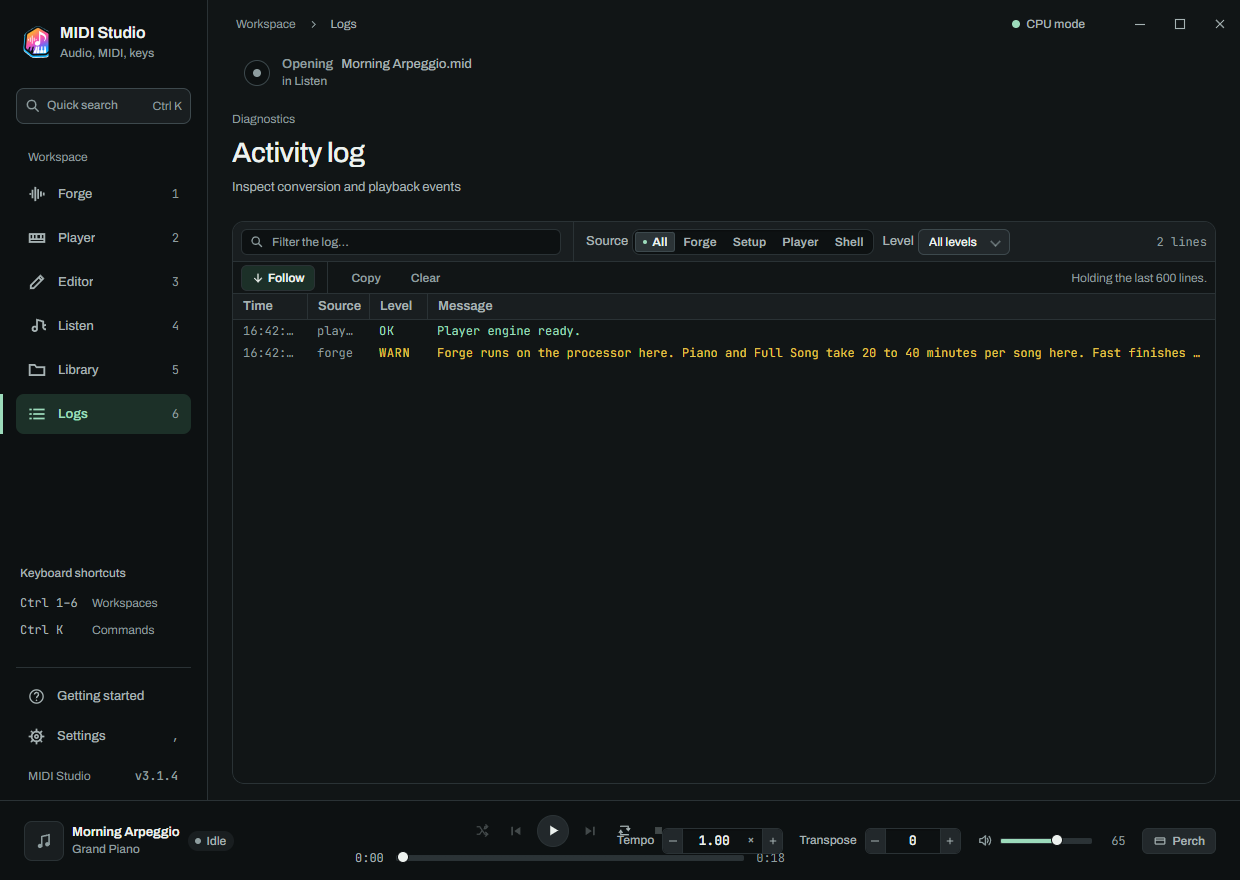 MIDI Studio
Audio, MIDI, keys
Quick search Ctrl K
Workspace
Forge 1
Player 2
Editor 3
Listen 4
Library 5
Logs 6
Keyboard shortcuts
Ctrl 1–6 Workspaces
Ctrl K Commands
Getting started
Settings ,
MIDI Studio v3.1.4
Workspace > Logs
CPU mode
Opening Morning Arpeggio.mid
in Listen
Diagnostics
Activity log
Inspect conversion and playback events
Filter the log... Source All Forge Setup Player Shell Level All levels 2 lines
Follow Copy Clear Holding the last 600 lines.
Time Source Level Message
16:42:… play… OK Player engine ready.
16:42:… forge WARN Forge runs on the processor here. Piano and Full Song take 20 to 40 minutes per song here. Fast finishes …
Morning Arpeggio
Grand Piano
Idle
0:00 0:18
Tempo − 1.00 × +
Transpose − 0 +
65
Perch